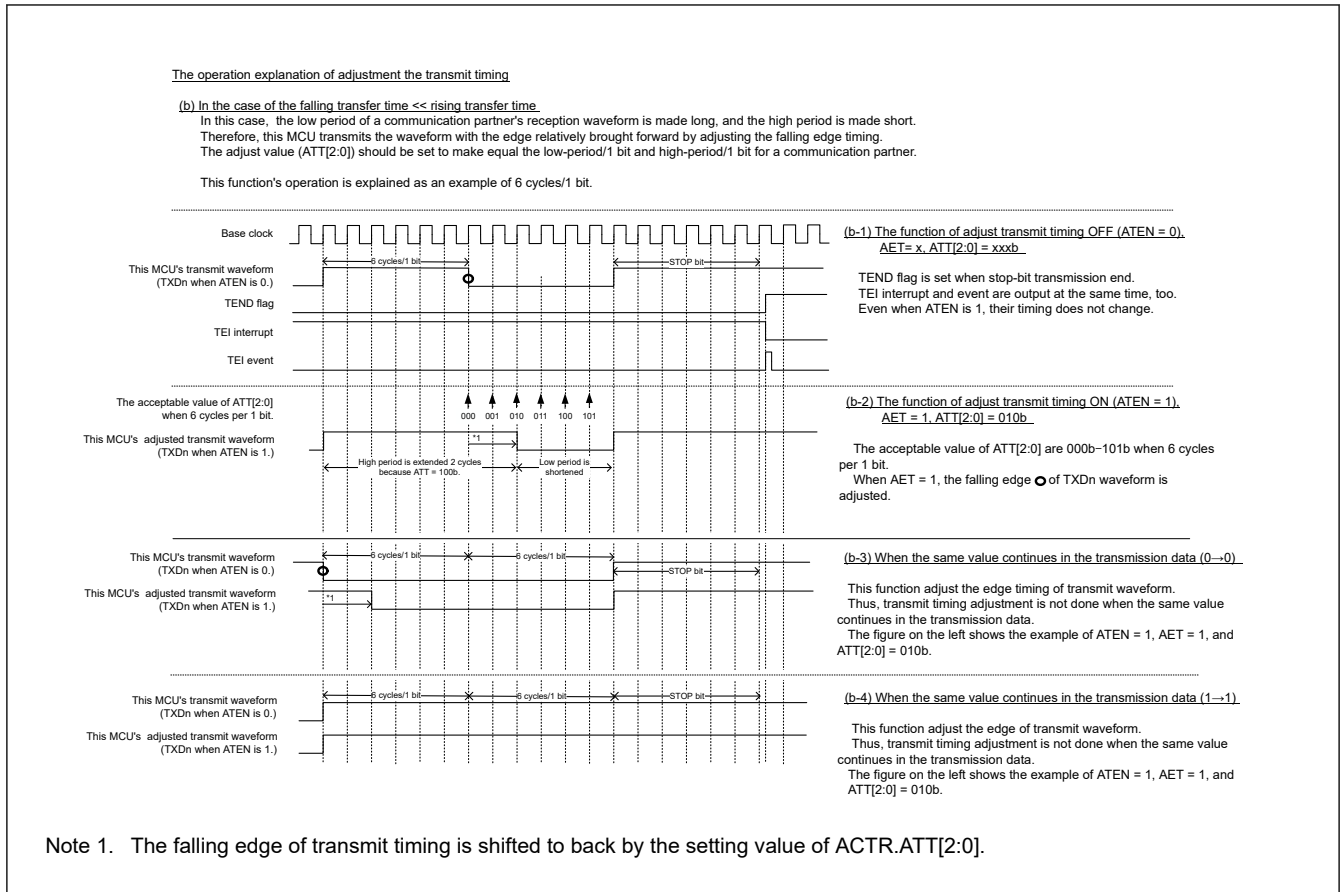 The operation explanation of adjustment the transmit timing
(b) In the case of the falling transfer time << rising transfer time
In this case, the low period of a communication partner's reception waveform is made long, and the high period is made short.
Therefore, this MCU transmits the waveform with the edge relatively brought forward by adjusting the falling edge timing.
The adjust value (ATT[2:0]) should be set to make equal the low-period/1 bit and high-period/1 bit for a communication partner.
This function's operation is explained as an example of 6 cycles/1 bit.
Base clock
This MCU's transmit waveform
(TXDn when ATEN is 0.)
6 cycles/1 bit
STOP bit
TEND flag
TEI interrupt
TEI event
(b-1) The function of adjust transmit timing OFF (ATEN = 0),
AET= x, ATT[2:0] = xxxb
TEND flag is set when stop-bit transmission end.
TEI interrupt and event are output at the same time, too.
Even when ATEN is 1, their timing does not change.
The acceptable value of ATT[2:0]
when 6 cycles per 1 bit.
000 001 010 011 100 101
This MCU's adjusted transmit waveform
(TXDn when ATEN is 1.)
*1
High period is extended 2 cycles
because ATT = 100b.
Low period is
shortened
(b-2) The function of adjust transmit timing ON (ATEN = 1),
AET = 1, ATT[2:0] = 010b
The acceptable value of ATT[2:0] are 000b−101b when 6 cycles
per 1 bit.
When AET = 1, the falling edge of TXDn waveform is
adjusted.
This MCU's transmit waveform
(TXDn when ATEN is 0.)
6 cycles/1 bit
6 cycles/1 bit
STOP bit
This MCU's adjusted transmit waveform
(TXDn when ATEN is 1.)
*1
(b-3) When the same value continues in the transmission data (0→0)
This function adjust the edge timing of transmit waveform.
Thus, transmit timing adjustment is not done when the same value
continues in the transmission data.
The figure on the left shows the example of ATEN = 1, AET = 1, and
ATT[2:0] = 010b.
This MCU's transmit waveform
(TXDn when ATEN is 0.)
6 cycles/1 bit
6 cycles/1 bit
STOP bit
This MCU's adjusted transmit waveform
(TXDn when ATEN is 1.)
(b-4) When the same value continues in the transmission data (1→1)
This function adjust the edge of transmit waveform.
Thus, transmit timing adjustment is not done when the same value
continues in the transmission data.
The figure on the left shows the example of ATEN = 1, AET = 1, and
ATT[2:0] = 010b.
Note 1. The falling edge of transmit timing is shifted to back by the setting value of ACTR.ATT[2:0].